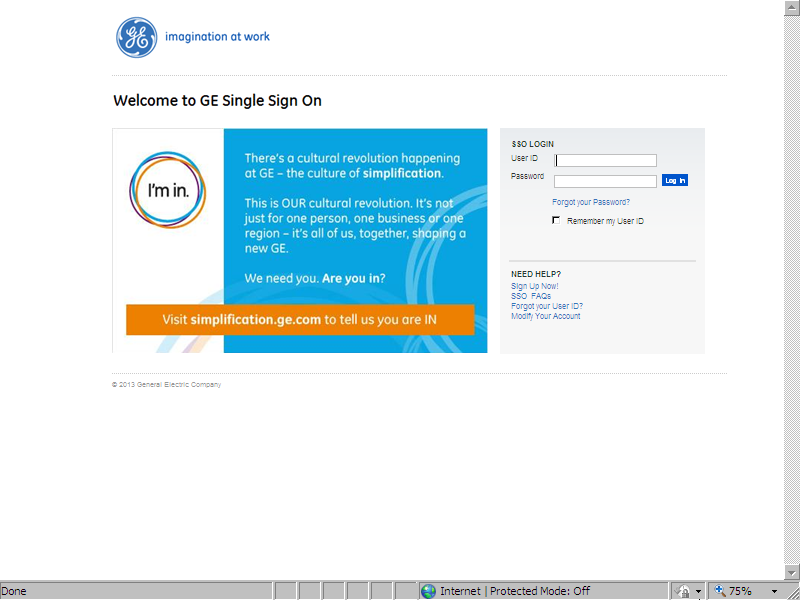 imagination at work
Welcome to GE Single Sign On
I'm in.
There's a cultural revolution happening
at GE – the culture of simplification.
This is OUR cultural revolution. It's not
just for one person, one business or one
region – it's all of us, together, shaping a
new GE.
We need you. Are you in?
Visit simplification.ge.com to tell us you are IN
SSO LOGIN
User ID
Password
Log In
Forgot your Password?
Remember my User ID
NEED HELP?
Sign Up Now!
SSO FAQs
Forgot your User ID?
Modify Your Account
© 2013 General Electric Company
Done
Internet | Protected Mode: Off
75%